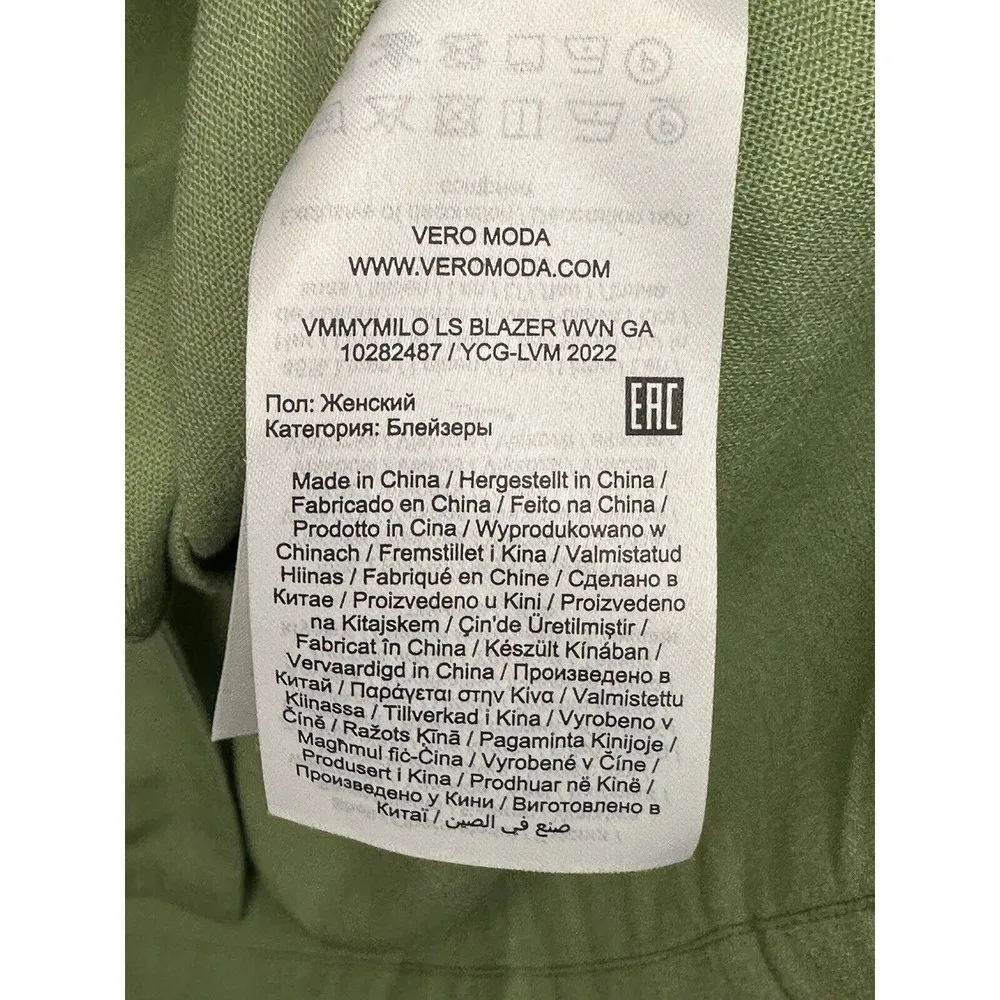 VERO MODA
WWW.VEROMODA.COM
VMMYMILO LS BLAZER WVN GA
10282487 / YCG-LVM 2022
Пол: Женский
Категория: Блейзеры
EAC
Made in China / Hergestellt in China /
Fabricado en China / Feito na China /
Prodotto in Cina / Wyprodukowano w
Chinach / Fremstillet i Kina / Valmistatud
Hiinas / Fabriqué en Chine / Сделано в
Китае / Proizvedeno u Kini / Proizvedeno
na Kitajskem / Çin'de Üretilmiştir /
Fabricat în China / Készült Kínában /
Vervaardigd in China / Произведено в
Китай / Παράγεται στην Κίνα / Valmistettu
Kiinassa / Tillverkad i Kina / Vyrobeno v
Číně / Ražots Ķīnā / Pagaminta Kinijoje /
Magħmul fiċ-Ċina / Vyrobené v Číne /
Produsert i Kina / Prodhuar në Kinë /
Произведено у Кини / Виготовлено в
Китаї / صنع في الصين